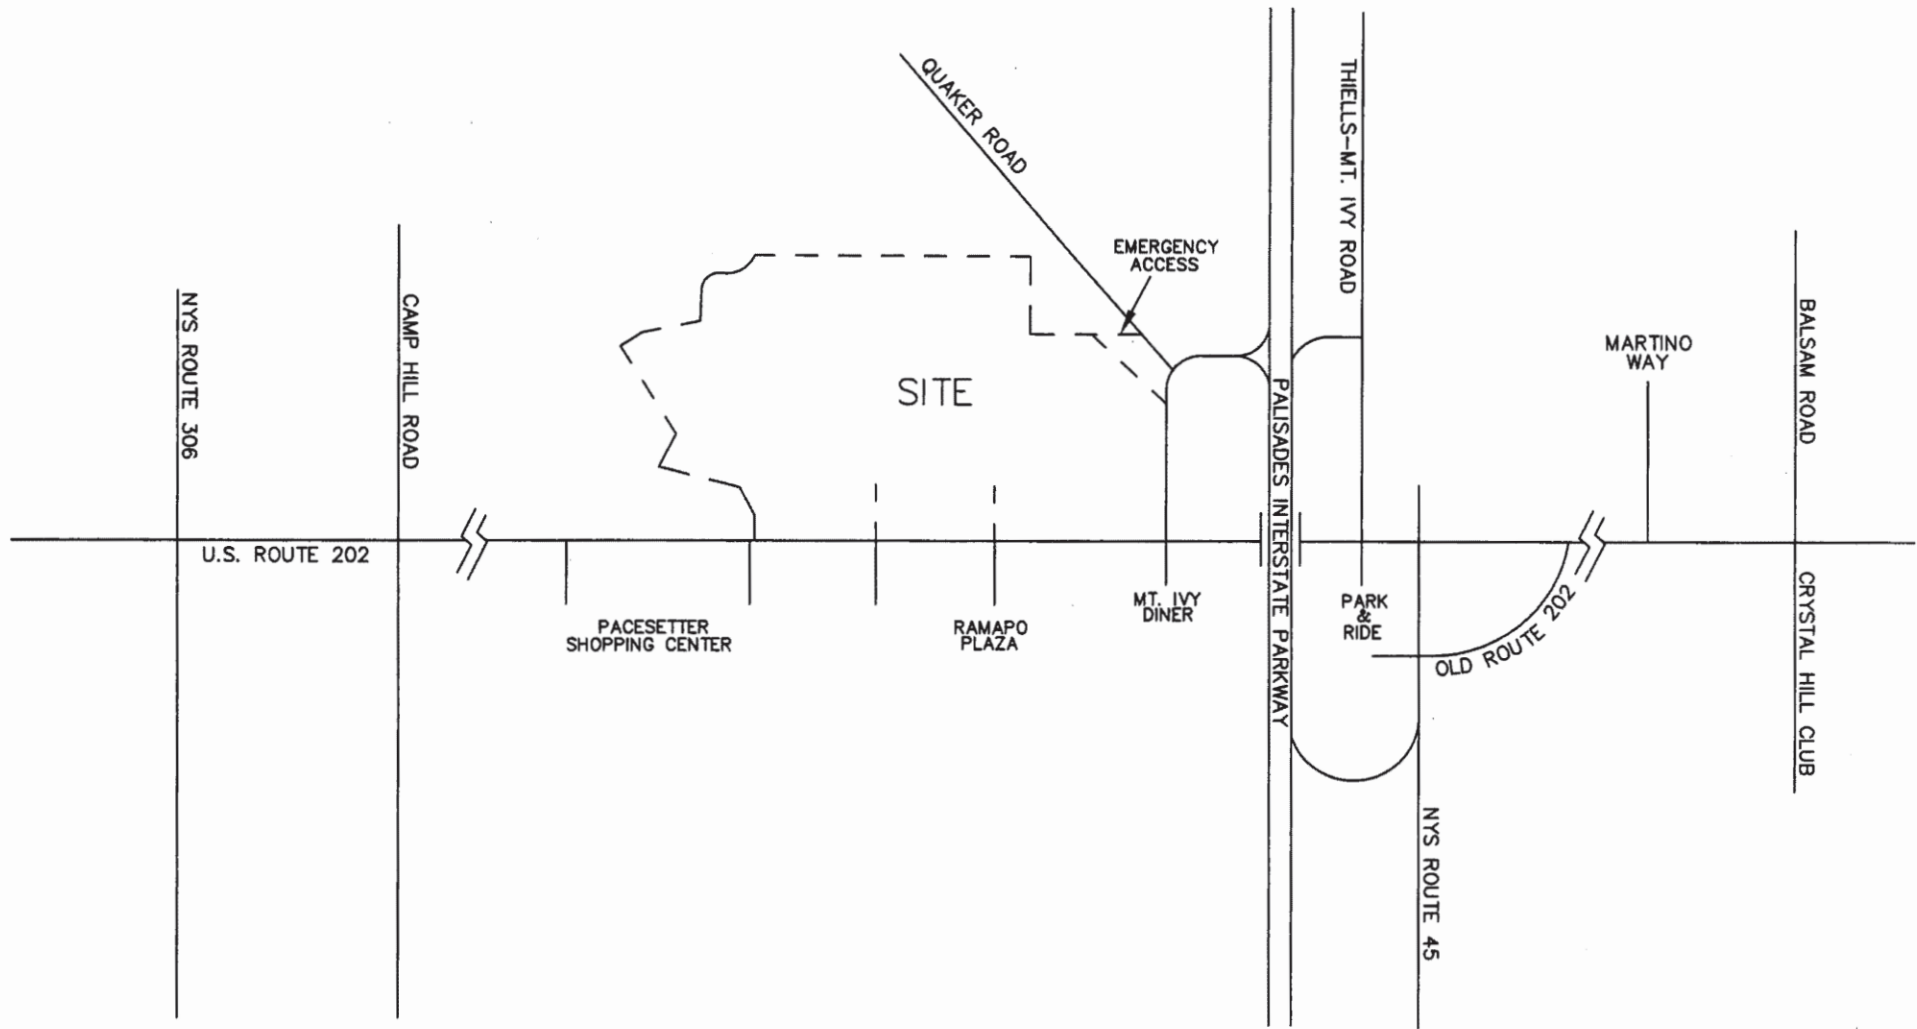 QUAKER ROAD
THIELLS-MT. IVY ROAD
EMERGENCY
ACCESS
NYS ROUTE 306
CAMP HILL ROAD
BALSAM ROAD
MARTINO
WAY
SITE
PALISADES INTERSTATE PARKWAY
U.S. ROUTE 202
PACESETTER
SHOPPING CENTER
RAMAPO
PLAZA
MT. IVY
DINER
PARK
&
RIDE
OLD ROUTE 202
CRYSTAL HILL CLUB
NYS ROUTE 45